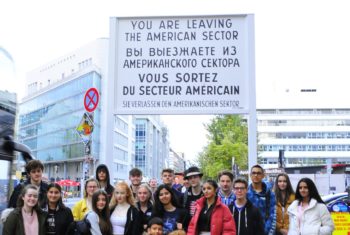 YOU ARE LEAVING
THE AMERICAN SECTOR
ВЫ ВЫЕЗЖАЕТЕ ИЗ
АМЕРИКАНСКОГО СЕКТОРА
VOUS SORTEZ
DU SECTEUR AMÉRICAIN
SIE VERLASSEN DEN AMERIKANISCHEN SEKTOR